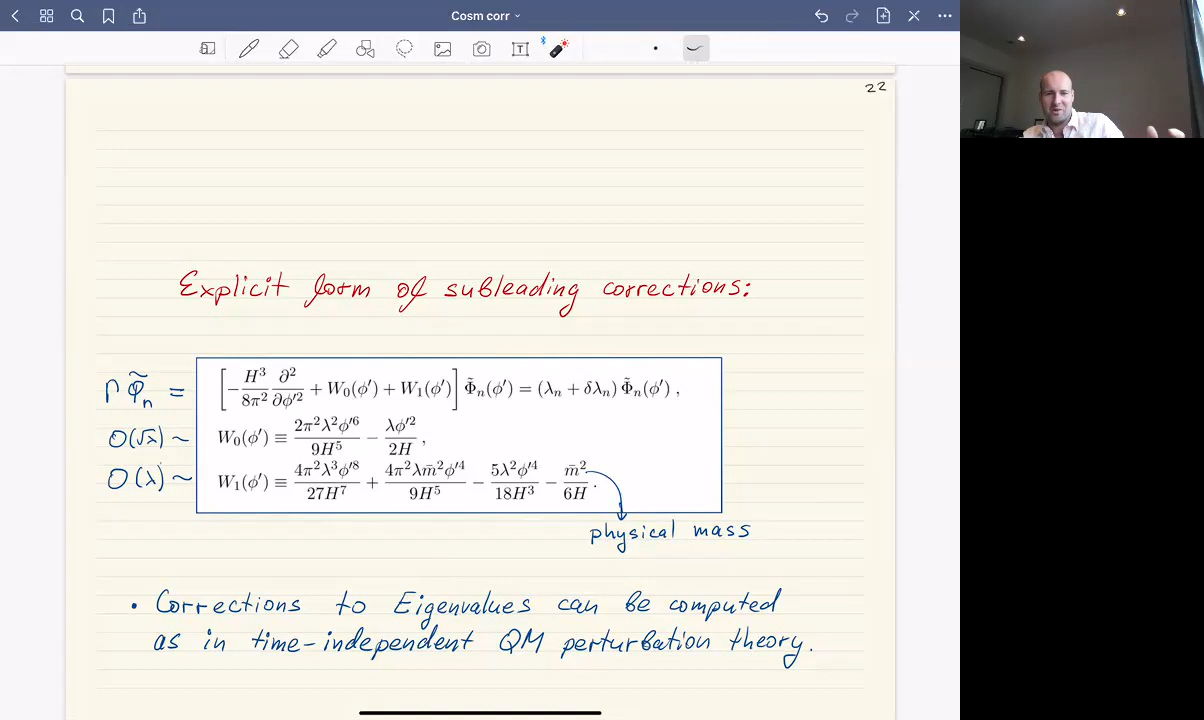 Cosm corr
22
Explicit form of subleading corrections:
Γ Φ̃ₙ = [ -H³/8π² ∂²/∂ϕ'² + W₀(ϕ') + W₁(ϕ') ] Φ̃ₙ(ϕ') = (λₙ + δλₙ) Φ̃ₙ(ϕ') ,
O(√λ) ~ W₀(ϕ') ≡ 2π²λ²ϕ'⁶/9H⁵ - λϕ'²/2H ,
O(λ) ~ W₁(ϕ') ≡ 4π²λ³ϕ'⁸/27H⁷ + 4π²λm̄²ϕ'⁴/9H⁵ - 5λ²ϕ'⁴/18H³ - m̄²/6H .
physical mass
• Corrections to Eigenvalues can be computed
as in time-independent QM perturbation theory.